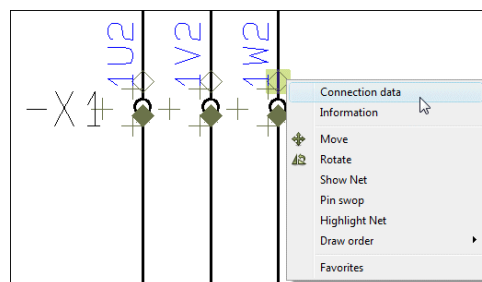 1U2
1V2
1W2
-X1
Connection data
Information
Move
Rotate
Show Net
Pin swop
Highlight Net
Draw order
Favorites